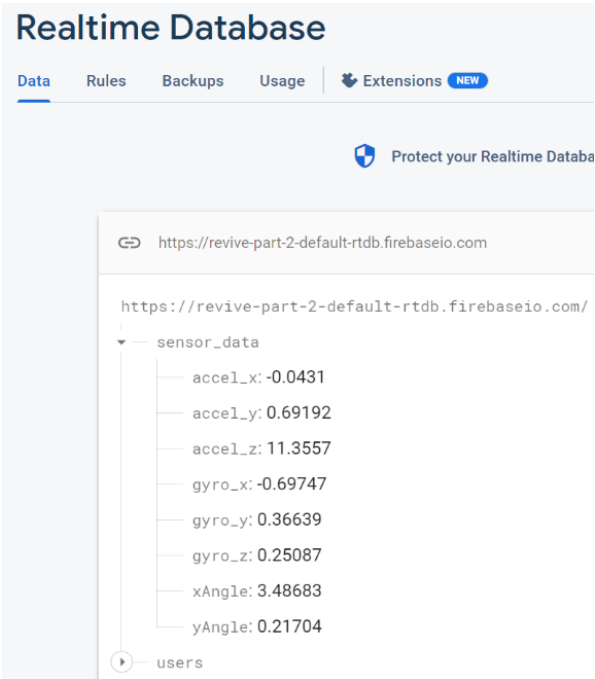 Realtime Database
Data Rules Backups Usage Extensions NEW
Protect your Realtime Databa
https://revive-part-2-default-rtdb.firebaseio.com
https://revive-part-2-default-rtdb.firebaseio.com/
sensor_data
accel_x: -0.0431
accel_y: 0.69192
accel_z: 11.3557
gyro_x: -0.69747
gyro_y: 0.36639
gyro_z: 0.25087
xAngle: 3.48683
yAngle: 0.21704
users